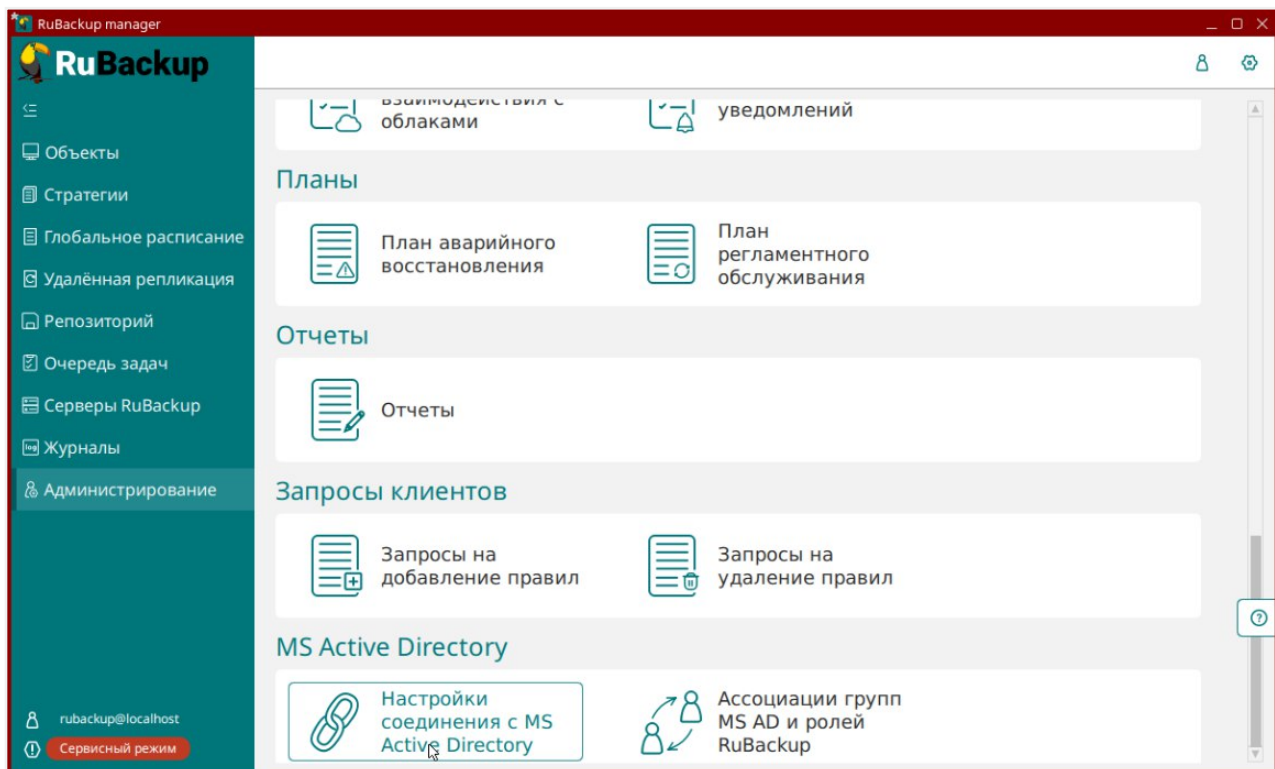 RuBackup manager
RuBackup
Объекты
Стратегии
Глобальное расписание
Удалённая репликация
Репозиторий
Очередь задач
Серверы RuBackup
log
Журналы
Администрирование
rubackup@localhost
Сервисный режим
взаимодействия с
облаками
уведомлений
Планы
План аварийного
восстановления
План
регламентного
обслуживания
Отчеты
Отчеты
Запросы клиентов
Запросы на
добавление правил
Запросы на
удаление правил
MS Active Directory
Настройки
соединения с MS
Active Directory
Ассоциации групп
MS AD и ролей
RuBackup